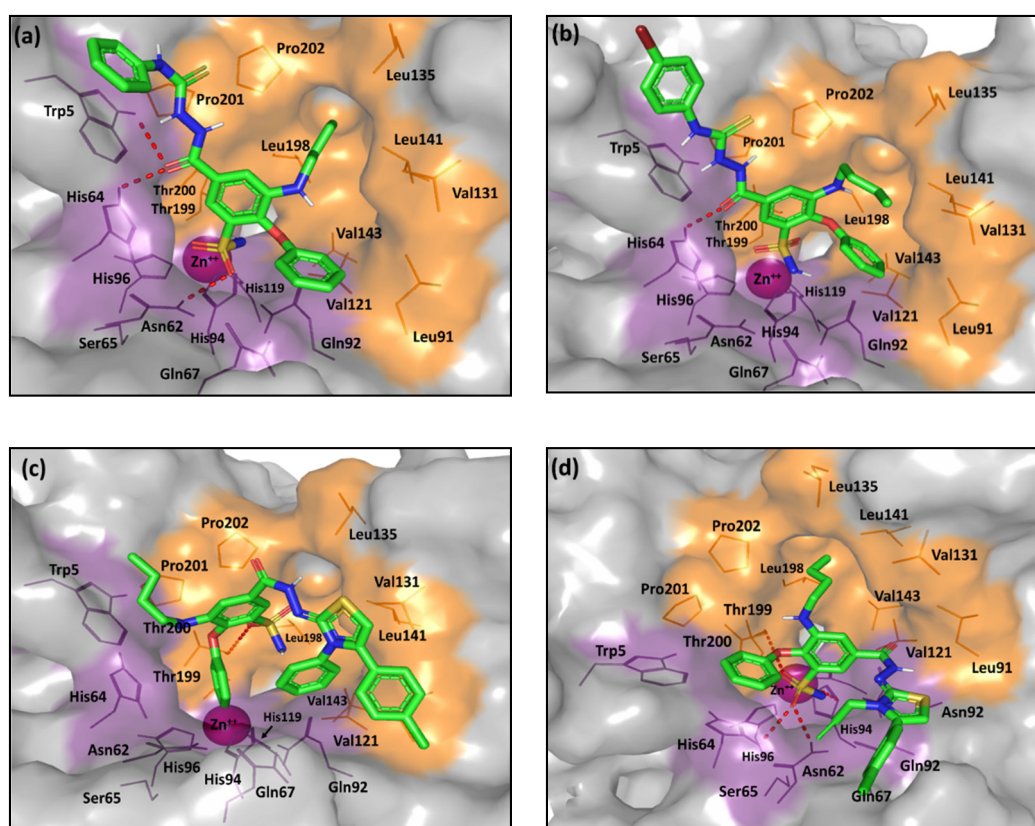 (a)
Pro202
Leu135
Pro201
Trp5
Leu141
Leu198
His64
Thr200
Thr199
Val131
Val143
Zn++
His96
His119
Val121
Asn62
Ser65
His94
Gln92
Leu91
Gln67
(b)
Pro202
Leu135
Trp5
Pro201
Leu141
Thr200
Leu198
Val131
His64
Thr199
Val143
Zn++
His96
His119
Val121
Asn62
His94
Leu91
Ser65
Gln92
Gln67
(c)
Pro202
Leu135
Trp5
Pro201
Val131
Thr200
Leu198
Leu141
His64
Thr199
Val143
Zn++
His119
Val121
Asn62
His96
His94
Gln92
Ser65
Gln67
(d)
Leu135
Pro202
Leu141
Val131
Leu198
Pro201
Thr199
Val143
Thr200
Val121
Trp5
Leu91
Zn++
Asn92
His64
His94
His96
Asn62
Gln92
Ser65
Gln67